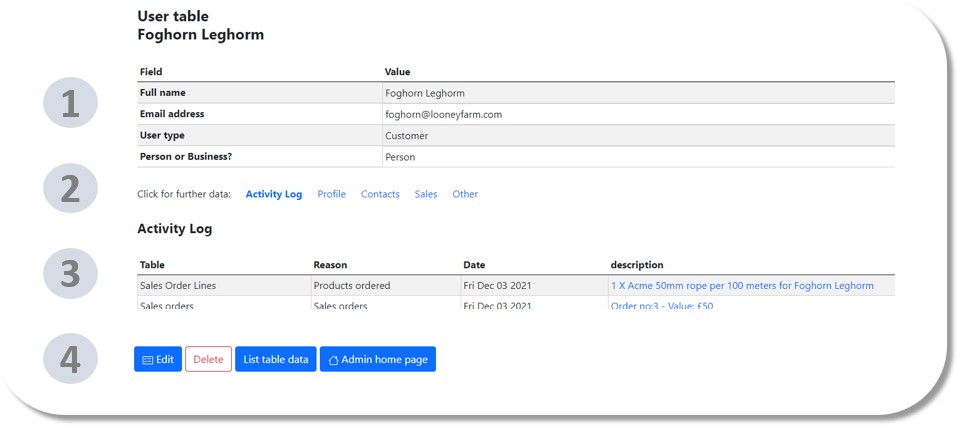 User table
Foghorn Leghorm
Field Value
1
Full name Foghorn Leghorm
Email address foghorn@looneyfarm.com
User type Customer
Person or Business? Person
2
Click for further data: Activity Log Profile Contacts Sales Other
Activity Log
3
Table Reason Date description
Sales Order Lines Products ordered Fri Dec 03 2021 1 X Acme 50mm rope per 100 meters for Foghorn Leghorm
Sales orders Sales orders Fri Dec 03 2021 Order no:3 - Value: £50
4
Edit Delete List table data Admin home page